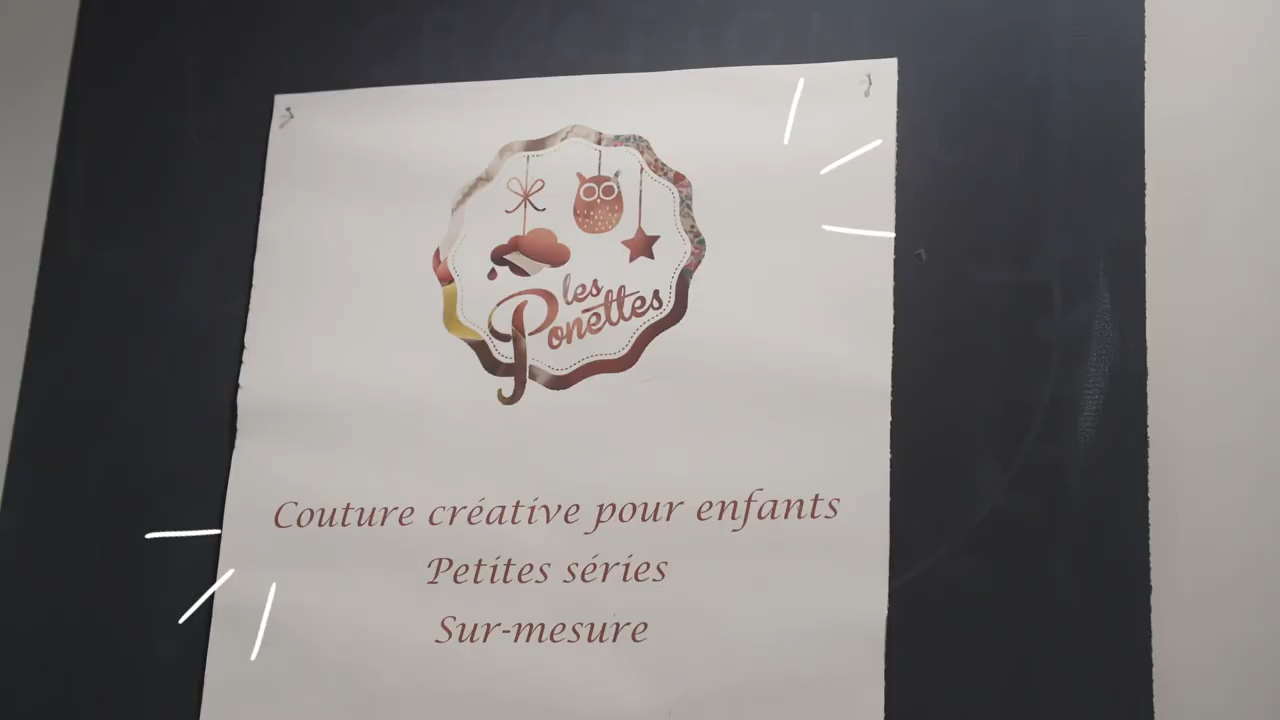 les
Ponettes
Couture créative pour enfants
Petites séries
Sur-mesure